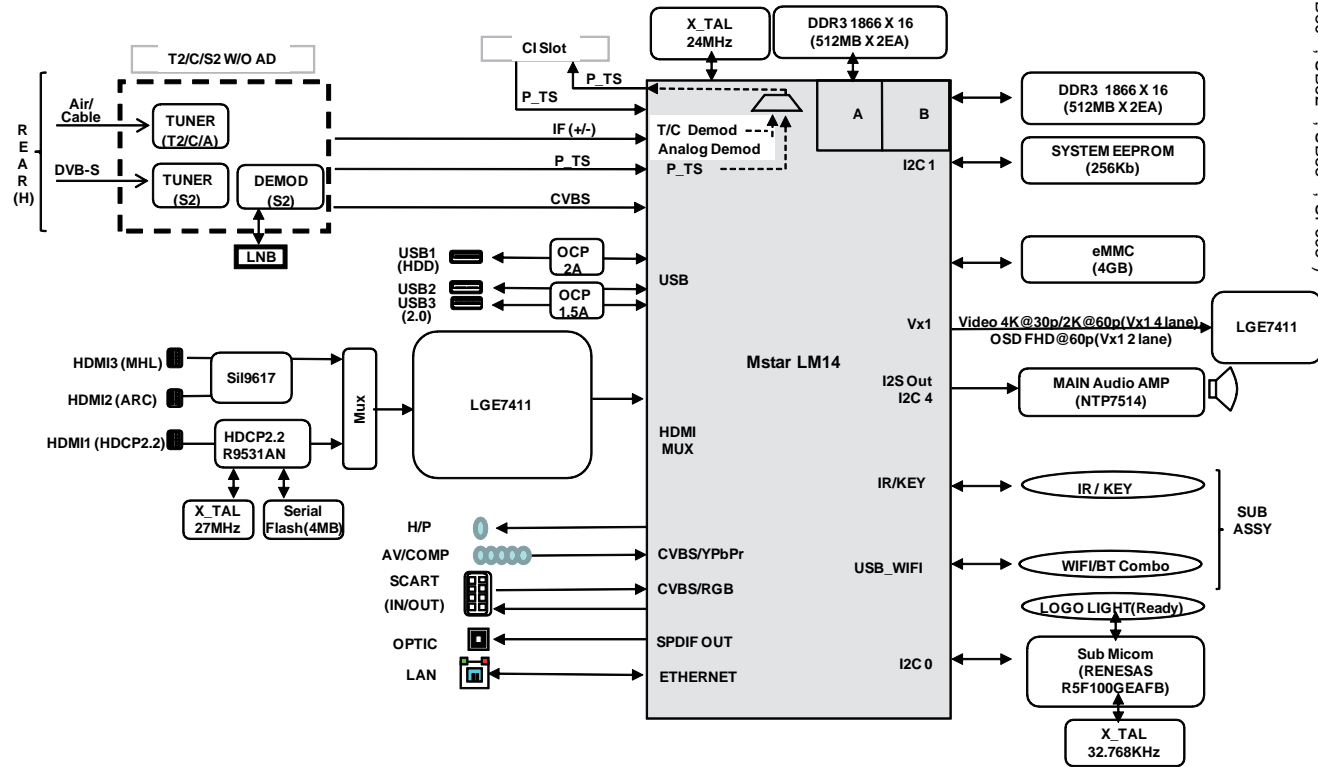 T2/C/S2 W/O AD
R
E
A
R
(H)
Air/
Cable
TUNER
(T2/C/A)
DVB-S
TUNER
(S2)
DEMOD
(S2)
LNB
CI Slot
P_TS
P_TS
X_TAL
24MHz
DDR3 1866 X 16
(512MB X 2EA)
A
B
T/C Demod
Analog Demod
P_TS
IF (+/-)
P_TS
CVBS
DDR3 1866 X 16
(512MB X 2EA)
I2C 1
SYSTEM EEPROM
(256Kb)
eMMC
(4GB)
USB1
(HDD)
OCP
2A
USB2
USB3
(2.0)
OCP
1.5A
USB
Vx1
Video 4K@30p/2K@60p(Vx1 4 lane)
OSD FHD@60p(Vx1 2 lane)
LGE7411
Mstar LM14
HDMI3 (MHL)
HDMI2 (ARC)
SiI9617
HDMI1 (HDCP2.2)
HDCP2.2
R9531AN
Mux
LGE7411
X_TAL
27MHz
Serial
Flash(4MB)
HDMI
MUX
I2S Out
I2C 4
MAIN Audio AMP
(NTP7514)
IR/KEY
IR / KEY
SUB
ASSY
USB_WIFI
WIFI/BT Combo
LOGO LIGHT(Ready)
I2C 0
Sub Micom
(RENESAS
R5F100GEAFB)
X_TAL
32.768KHz
H/P
AV/COMP
CVBS/YPbPr
SCART
(IN/OUT)
CVBS/RGB
OPTIC
SPDIF OUT
LAN
ETHERNET